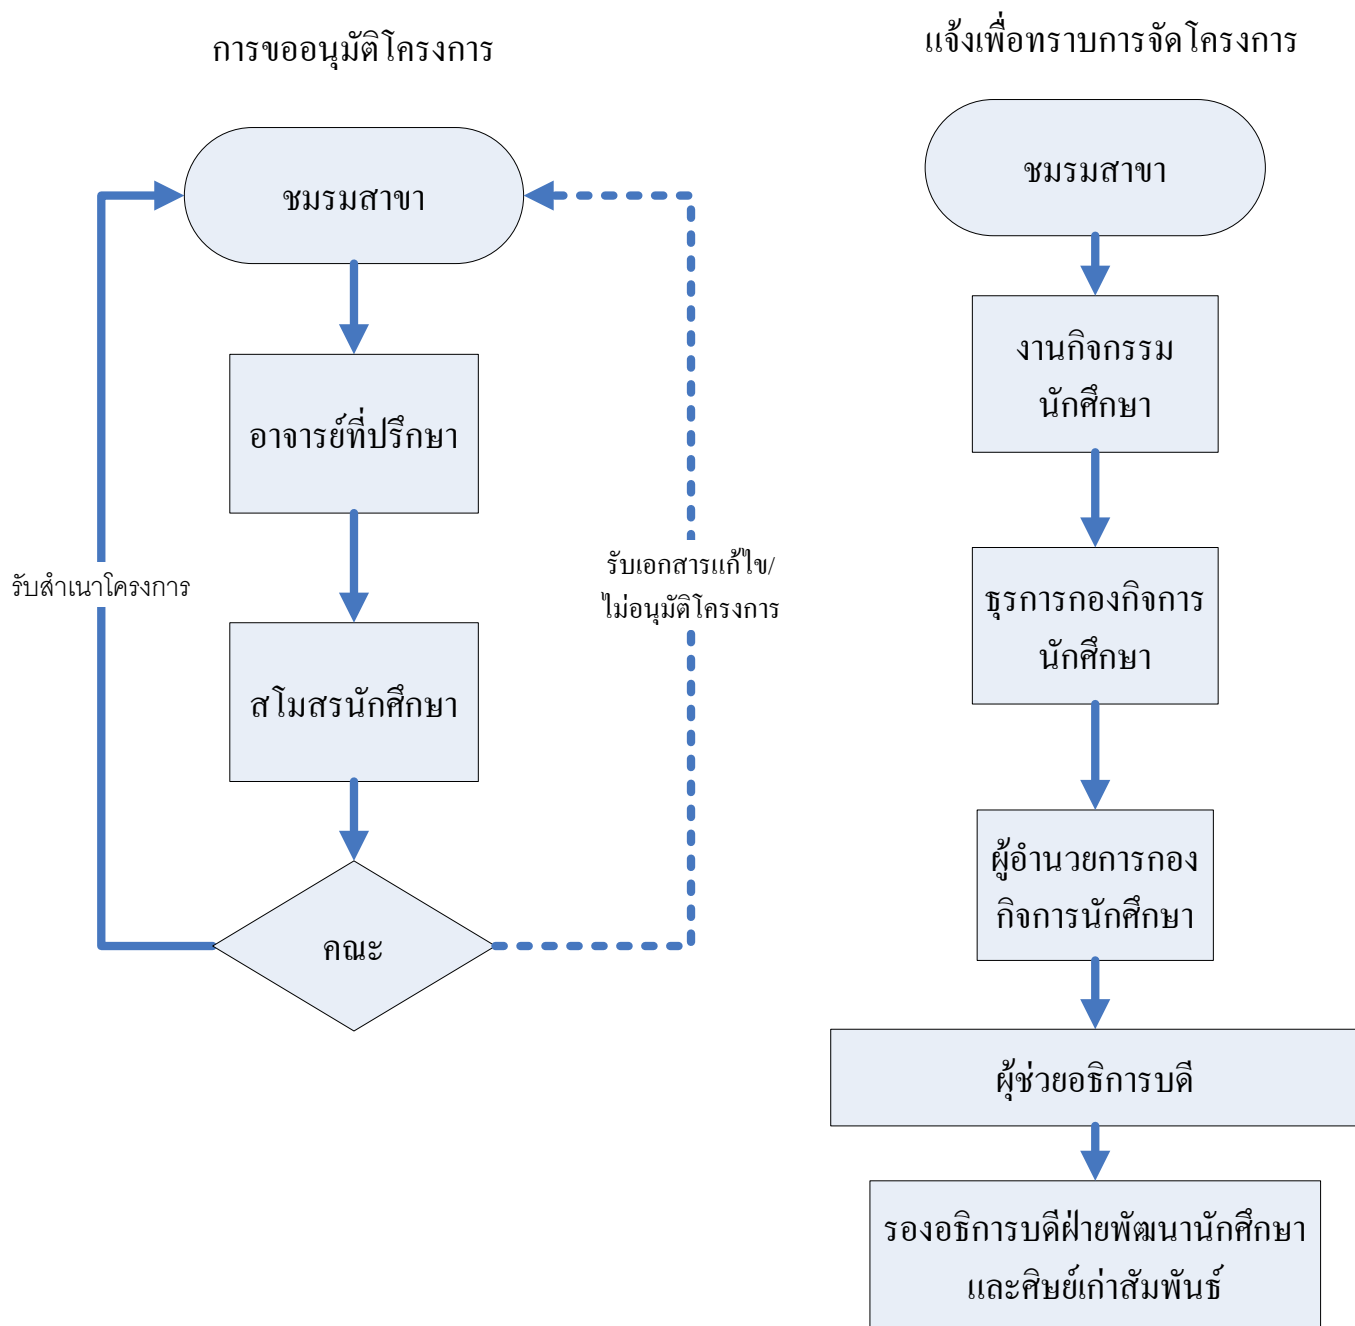 การขออนุมัติโครงการ
ชมรมสาขา
อาจารย์ที่ปรึกษา
สโมสรนักศึกษา
คณะ
รับสำเนาโครงการ
รับเอกสารแก้ไข/
ไม่อนุมัติโครงการ
แจ้งเพื่อทราบการจัดโครงการ
ชมรมสาขา
งานกิจกรรม
นักศึกษา
ธุรการกองกิจการ
นักศึกษา
ผู้อำนวยการกอง
กิจการนักศึกษา
ผู้ช่วยอธิการบดี
รองอธิการบดีฝ่ายพัฒนานักศึกษา
และศิษย์เก่าสัมพันธ์